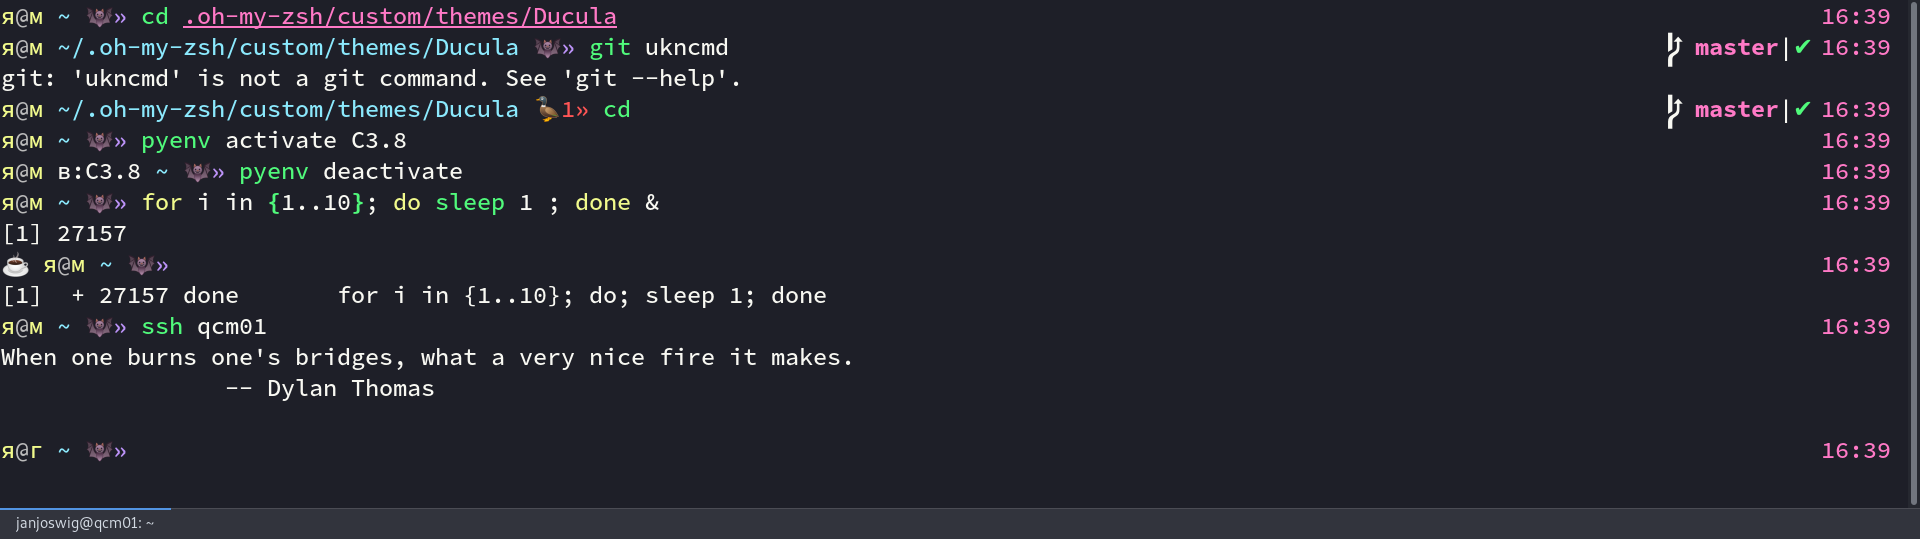 я@м ~ 🦇» cd .oh-my-zsh/custom/themes/Ducula 16:39
я@м ~/.oh-my-zsh/custom/themes/Ducula 🦇» git ukncmd master|✔ 16:39
git: 'ukncmd' is not a git command. See 'git --help'.
я@м ~/.oh-my-zsh/custom/themes/Ducula 🦆1» cd master|✔ 16:39
я@м ~ 🦇» pyenv activate C3.8 16:39
я@м в:C3.8 ~ 🦇» pyenv deactivate 16:39
я@м ~ 🦇» for i in {1..10}; do sleep 1 ; done & 16:39
[1] 27157
☕ я@м ~ 🦇» 16:39
[1]  + 27157 done       for i in {1..10}; do; sleep 1; done
я@м ~ 🦇» ssh qcm01 16:39
When one burns one's bridges, what a very nice fire it makes.
-- Dylan Thomas
я@г ~ 🦇» 16:39
janjoswig@qcm01: ~